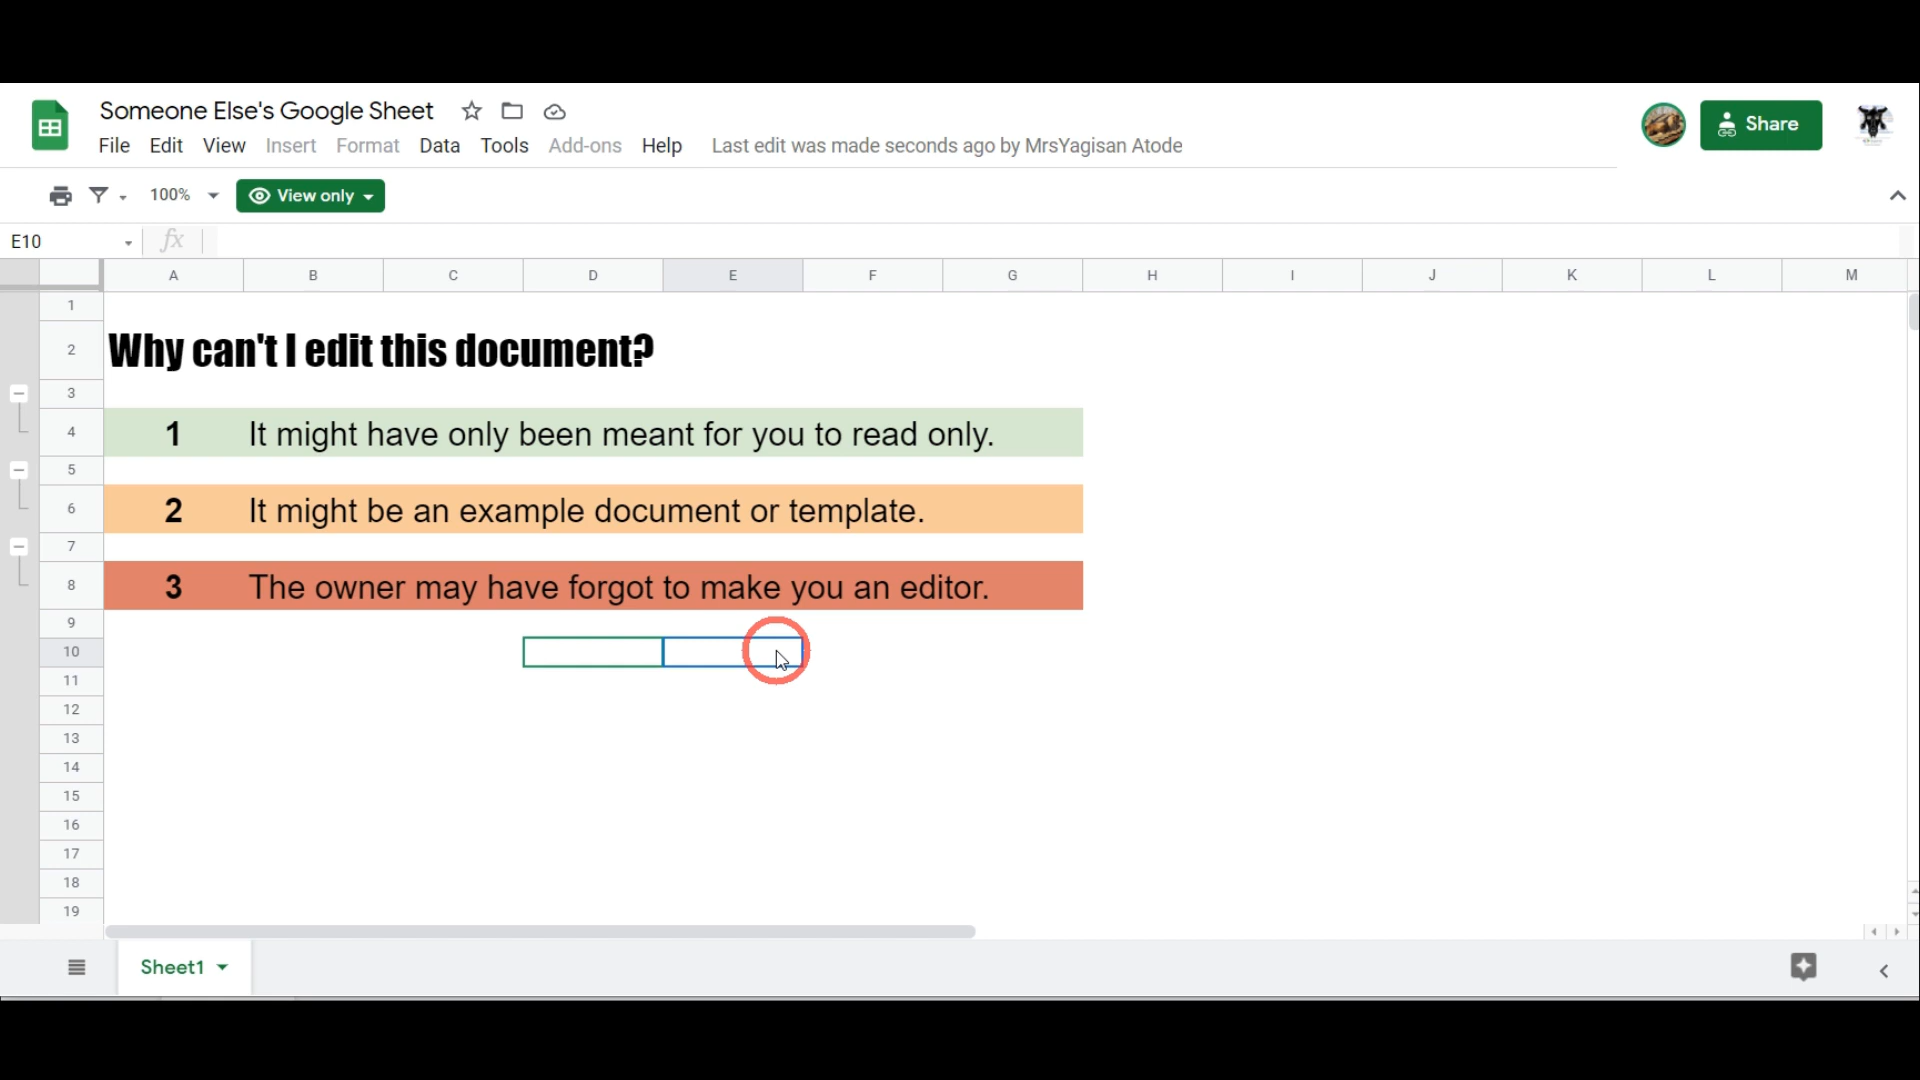 Someone Else's Google Sheet
File Edit View Insert Format Data Tools Add-ons Help Last edit was made seconds ago by MrsYagisan Atode
Share
100% View only
E10 fx
A B C D E F G H I J K L M
1
2 Why can't I edit this document?
3
4 1 It might have only been meant for you to read only.
5
6 2 It might be an example document or template.
7
8 3 The owner may have forgot to make you an editor.
9
10
11
12
13
14
15
16
17
18
19
Sheet1